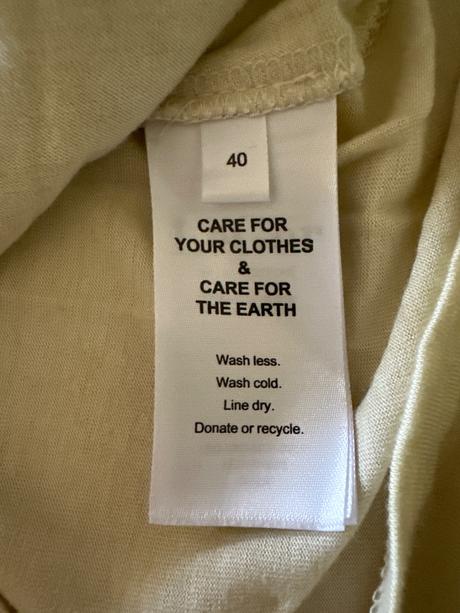 40
CARE FOR
YOUR CLOTHES
&
CARE FOR
THE EARTH
Wash less.
Wash cold.
Line dry.
Donate or recycle.